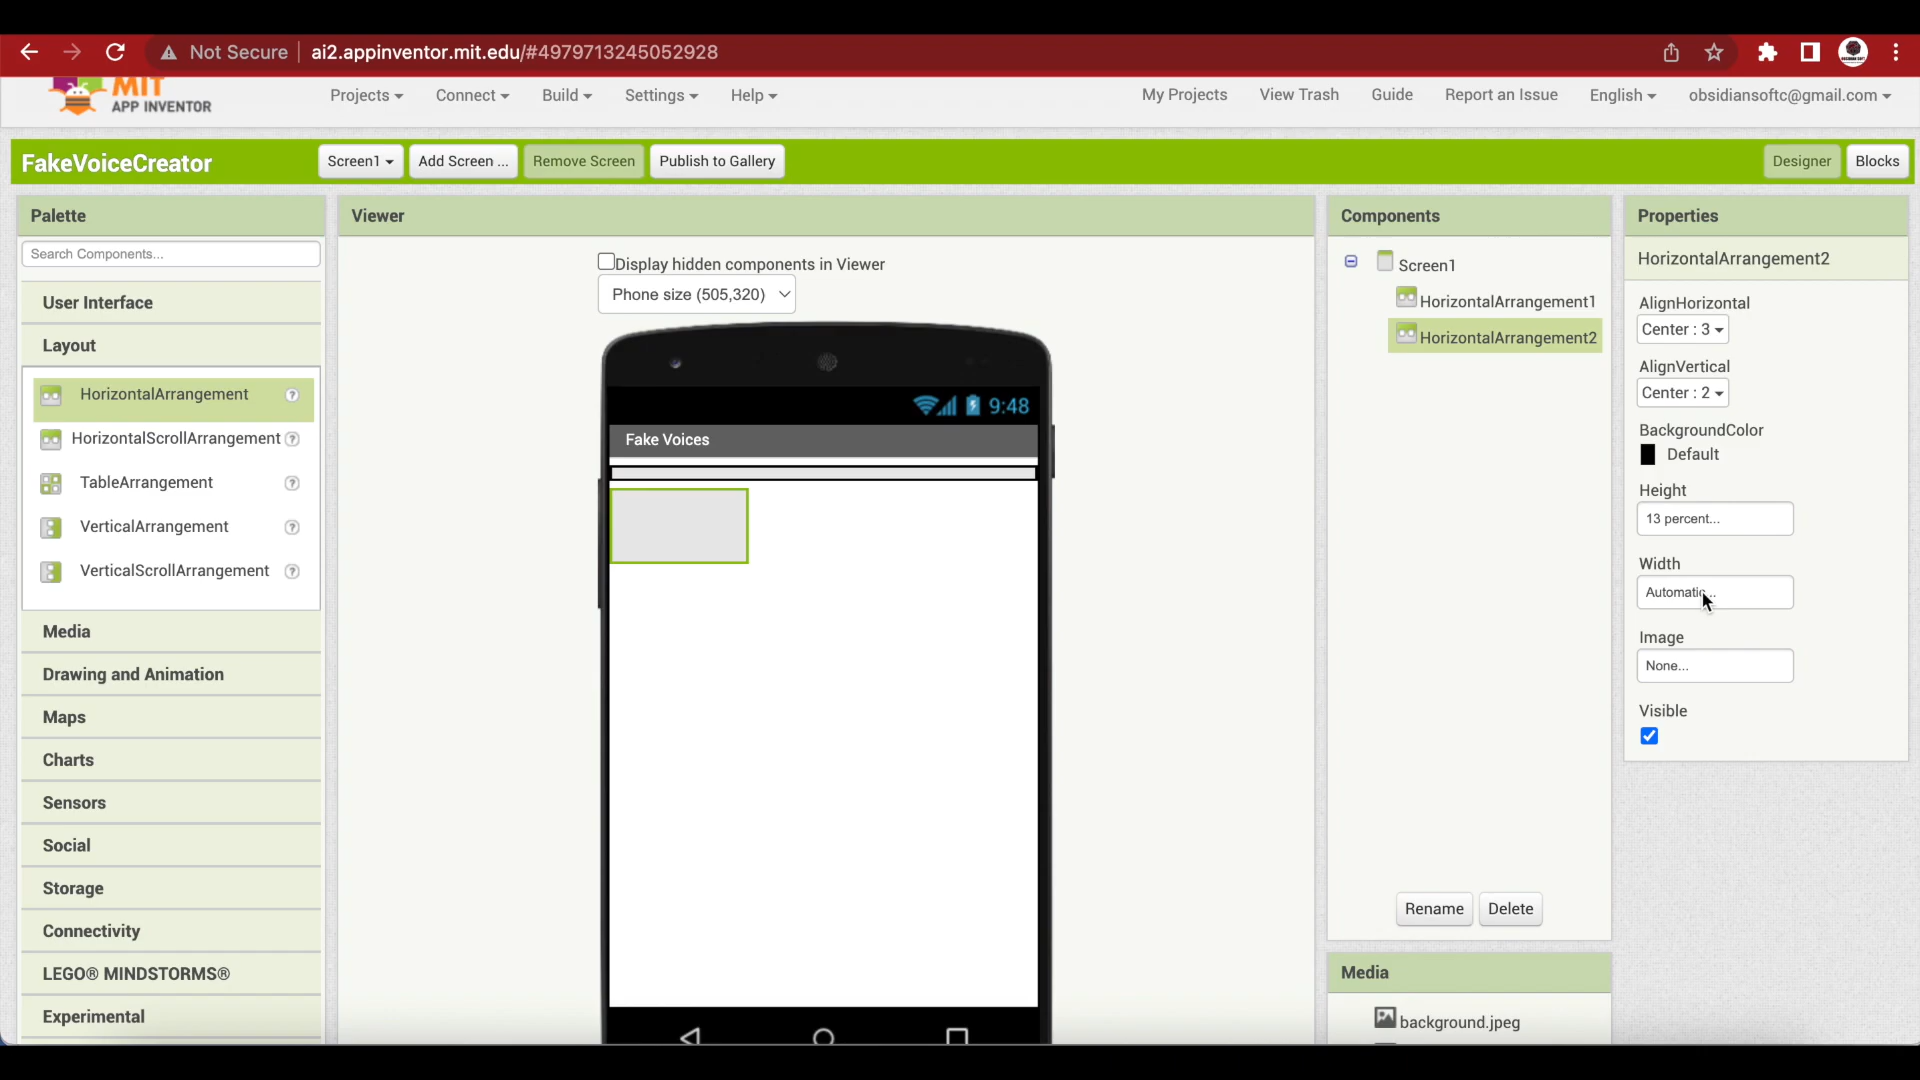 Not Secure
ai2.appinventor.mit.edu/#4979713245052928
MIT
APP INVENTOR
Projects
Connect
Build
Settings
Help
My Projects
View Trash
Guide
Report an Issue
English
obsidiansoftc@gmail.com
FakeVoiceCreator
Screen1
Add Screen ...
Remove Screen
Publish to Gallery
Designer
Blocks
Palette
Search Components...
User Interface
Layout
HorizontalArrangement
?
HorizontalScrollArrangement
?
TableArrangement
?
VerticalArrangement
?
VerticalScrollArrangement
?
Media
Drawing and Animation
Maps
Charts
Sensors
Social
Storage
Connectivity
LEGO® MINDSTORMS®
Experimental
Viewer
Display hidden components in Viewer
Phone size (505,320)
9:48
Fake Voices
Components
Screen1
HorizontalArrangement1
HorizontalArrangement2
Rename
Delete
Media
background.jpeg
Properties
HorizontalArrangement2
AlignHorizontal
Center : 3
AlignVertical
Center : 2
BackgroundColor
Default
Height
13 percent...
Width
Automatic...
Image
None...
Visible